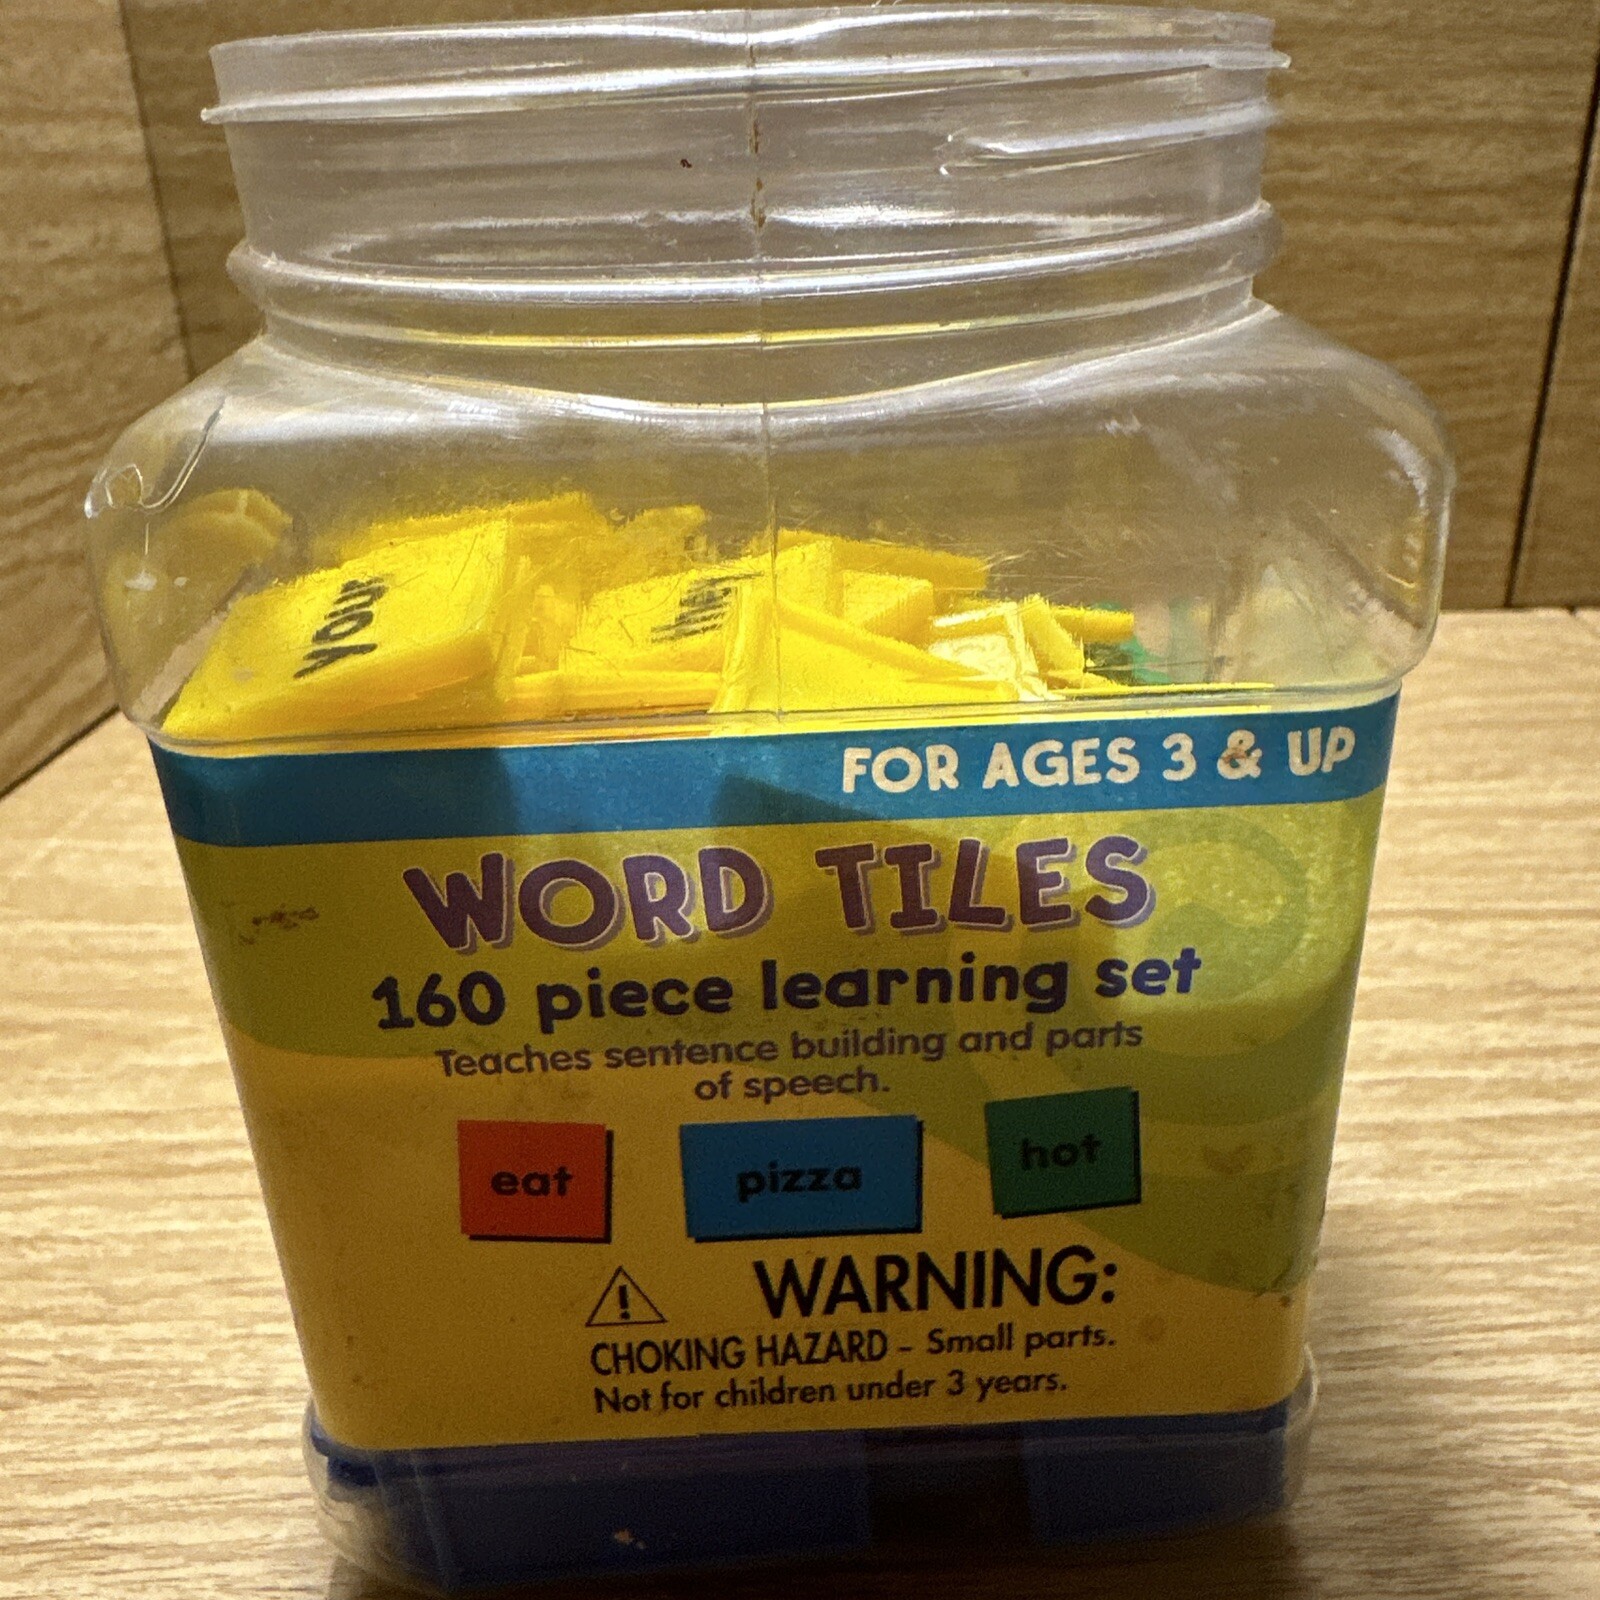 your
FOR AGES 3 & UP
WORD TILES
160 piece learning set
Teaches sentence building and parts
of speech.
eat
pizza
hot
WARNING:
CHOKING HAZARD - Small parts.
Not for children under 3 years.